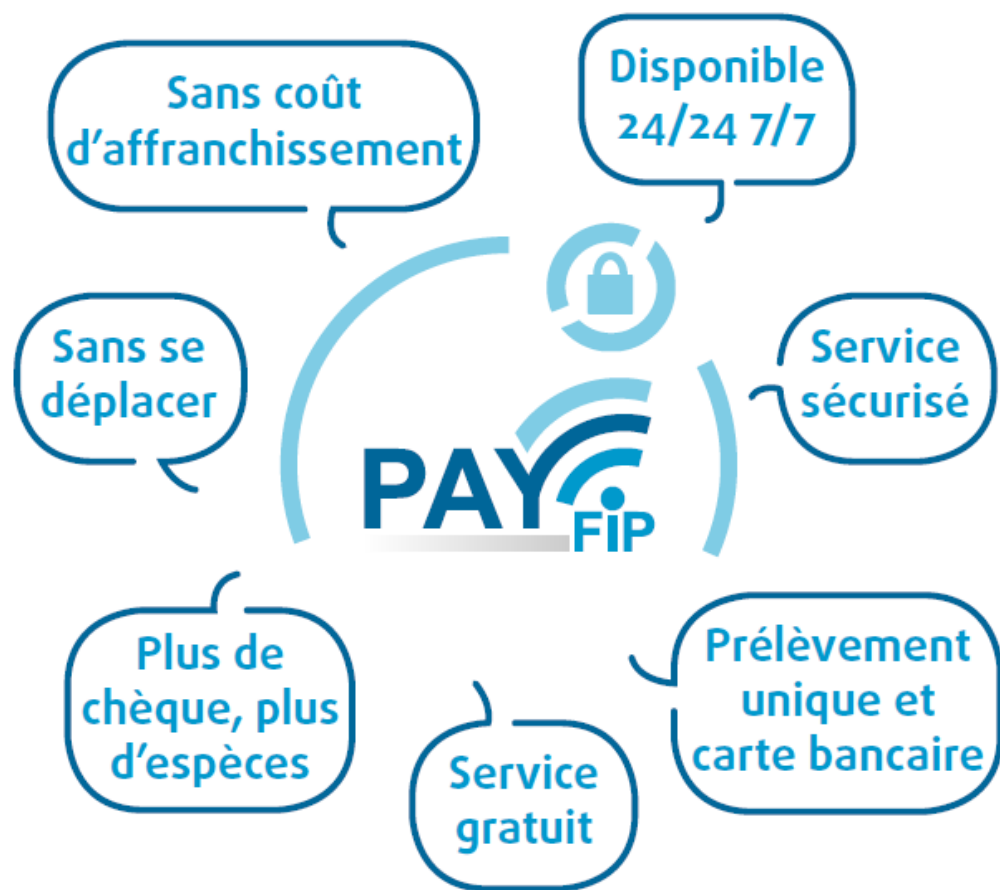 Sans coût
d'affranchissement
Disponible
24/24 7/7
Sans se
déplacer
Service
sécurisé
PAY
FiP
Plus de
chèque, plus
d'espèces
Service
gratuit
Prélèvement
unique et
carte bancaire